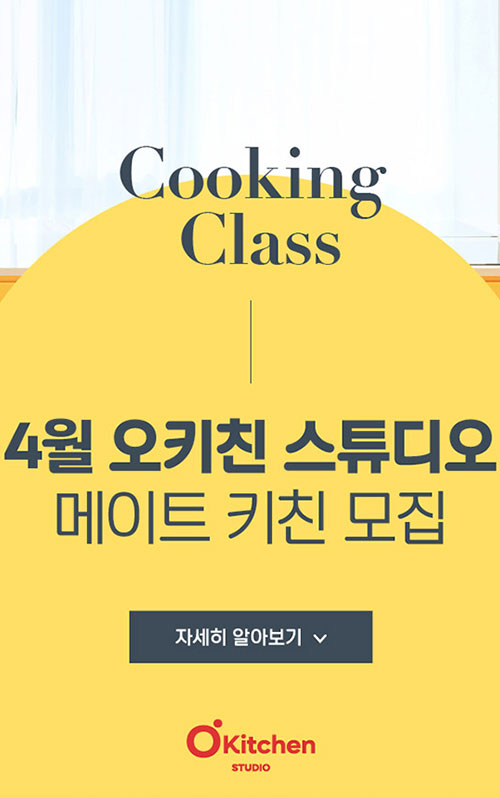 Cooking
Class
4월 오키친 스튜디오
메이트 키친 모집
자세히 알아보기
O'Kitchen
STUDIO